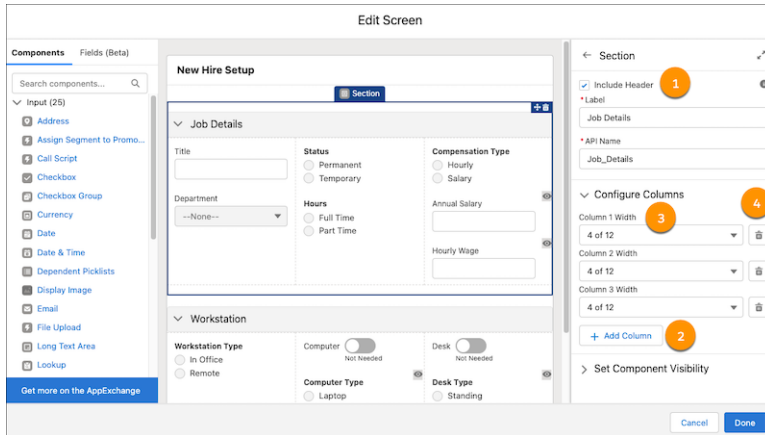 Edit Screen
Components Fields (Beta)
Search components...
Input (25)
Address
Assign Segment to Promo...
Call Script
Checkbox
Checkbox Group
Currency
Date
Date & Time
Dependent Picklists
Display Image
Email
File Upload
Long Text Area
Lookup
Get more on the AppExchange
New Hire Setup
Section
Job Details
Title
Department
--None--
Status
Permanent
Temporary
Hours
Full Time
Part Time
Compensation Type
Hourly
Salary
Annual Salary
Hourly Wage
Workstation
Workstation Type
In Office
Remote
Computer
Not Needed
Computer Type
Laptop
Desk
Not Needed
Desk Type
Standing
Section
Include Header 1
*Label
Job Details
*API Name
Job_Details
Configure Columns
4
Column 1 Width 3
4 of 12
Column 2 Width
4 of 12
Column 3 Width
4 of 12
+ Add Column 2
Set Component Visibility
Cancel Done